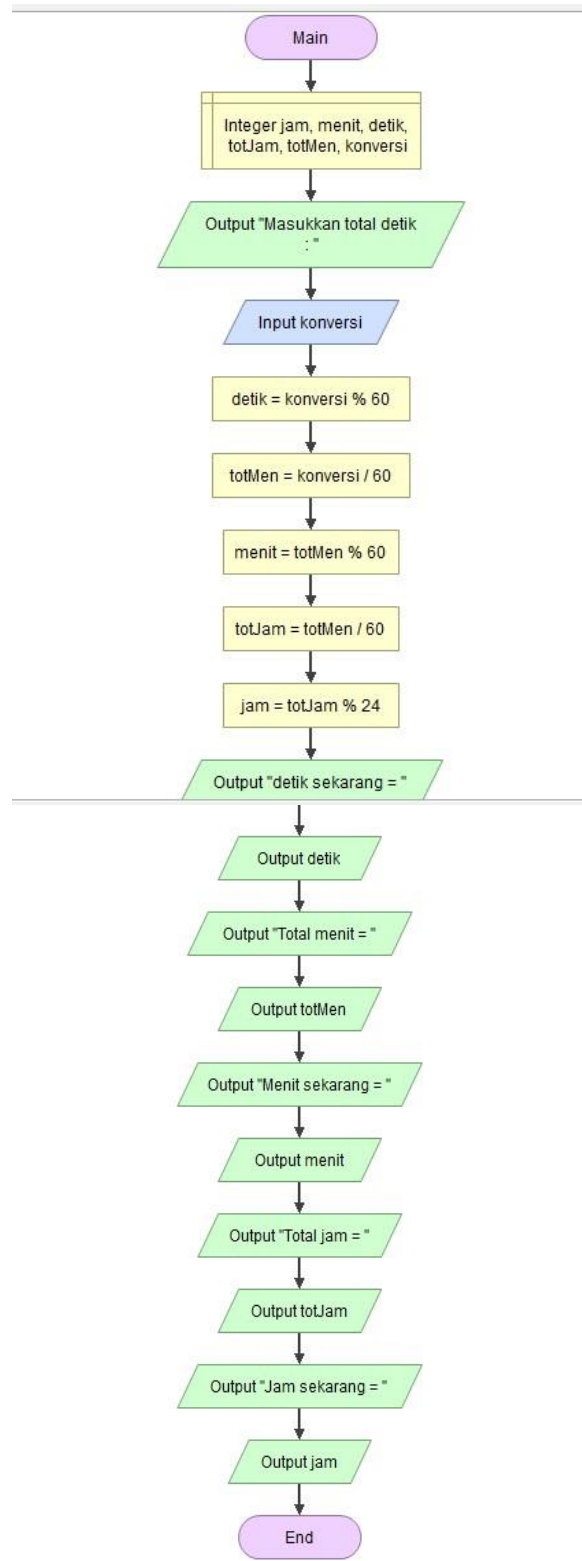 Main
Integer jam, menit, detik,
totJam, totMen, konversi
Output "Masukkan total detik
: "
Input konversi
detik = konversi % 60
totMen = konversi / 60
menit = totMen % 60
totJam = totMen / 60
jam = totJam % 24
Output "detik sekarang = "
Output detik
Output "Total menit = "
Output totMen
Output "Menit sekarang = "
Output menit
Output "Total jam = "
Output totJam
Output "Jam sekarang = "
Output jam
End